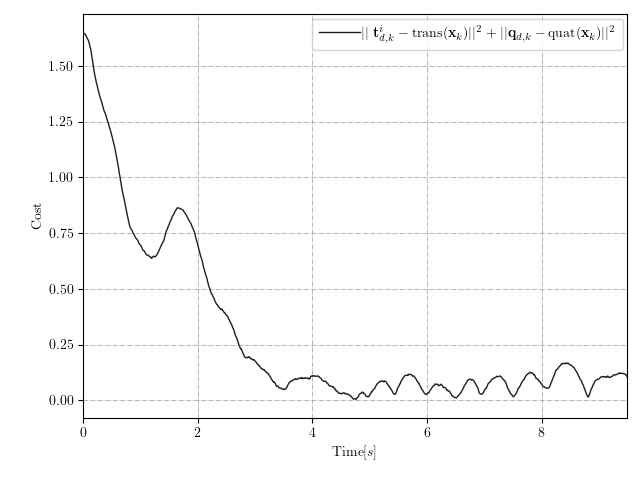 || t^i_{d,k} − trans(x_k)||² + ||q_{d,k} − quat(x_k)||²
1.50
1.25
1.00
0.75
0.50
0.25
0.00
Cost
0 2 4 6 8
Time[s]